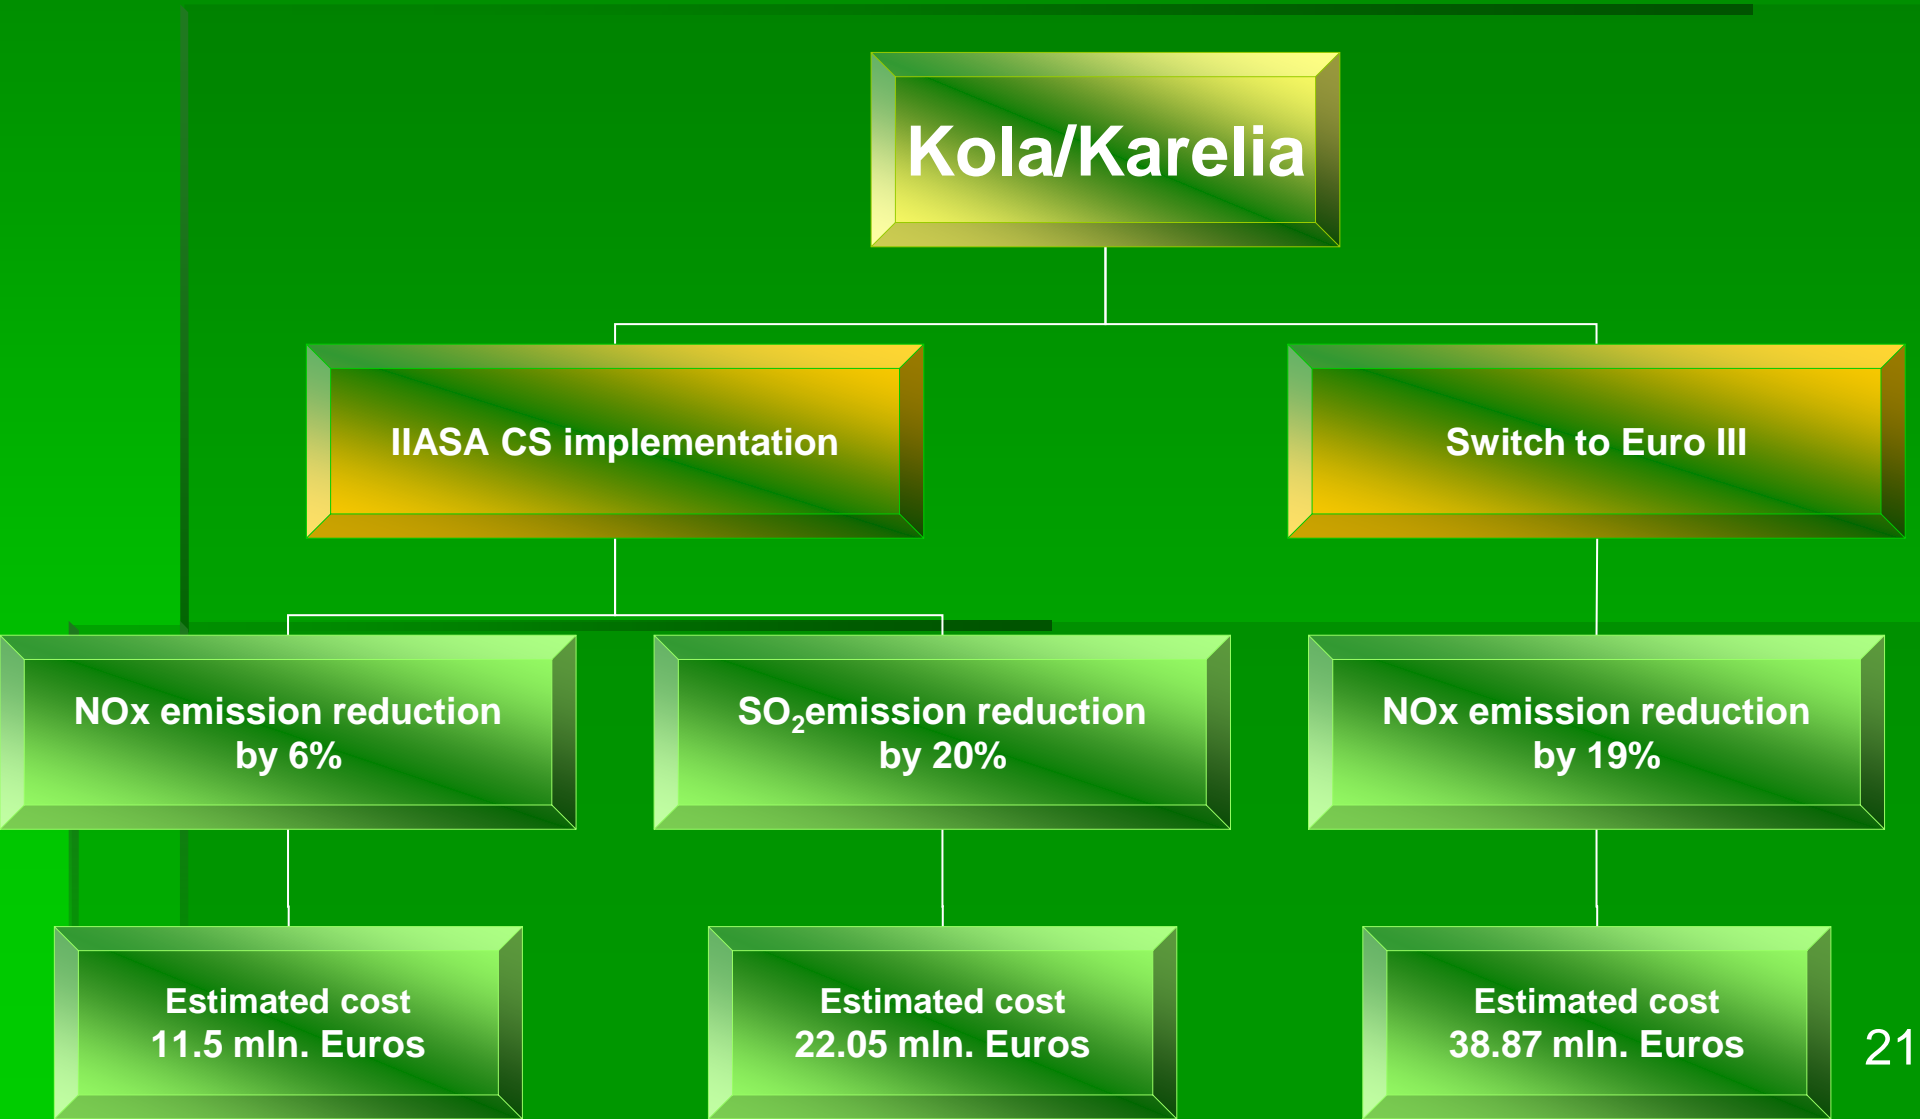 Kola/Karelia
IIASA CS implementation
Switch to Euro III
NOx emission reduction
by 6%
SO₂emission reduction
by 20%
NOx emission reduction
by 19%
Estimated cost
11.5 mln. Euros
Estimated cost
22.05 mln. Euros
Estimated cost
38.87 mln. Euros
21